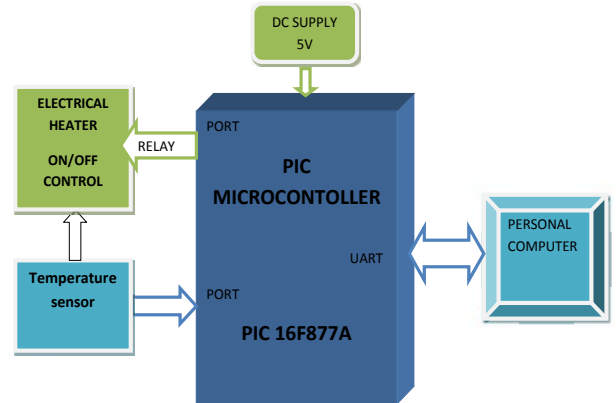 DC SUPPLY
5V
ELECTRICAL
HEATER
ON/OFF
CONTROL
RELAY
PORT
PIC
MICROCONTOLLER
PERSONAL
COMPUTER
UART
Temperature
sensor
PORT
PIC 16F877A